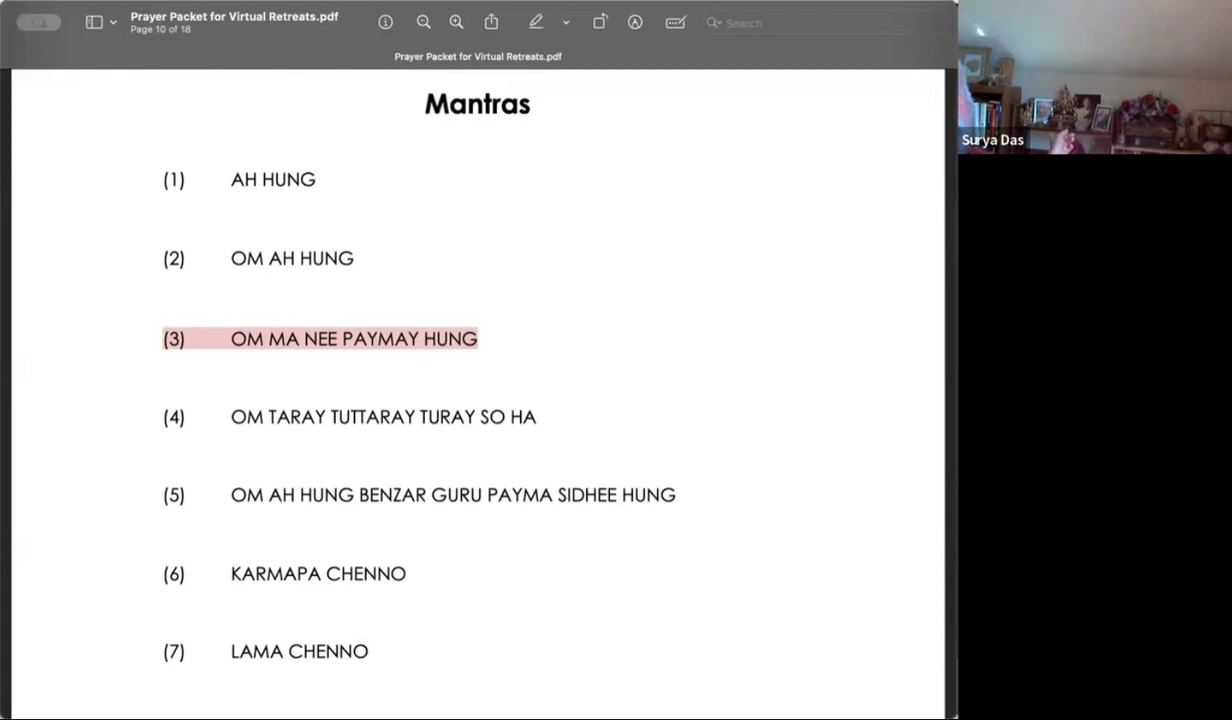 Prayer Packet for Virtual Retreats.pdf
Page 10 of 18
Search
Prayer Packet for Virtual Retreats.pdf
Mantras
(1) AH HUNG
(2) OM AH HUNG
(3) OM MA NEE PAYMAY HUNG
(4) OM TARAY TUTTARAY TURAY SO HA
(5) OM AH HUNG BENZAR GURU PAYMA SIDHEE HUNG
(6) KARMAPA CHENNO
(7) LAMA CHENNO
Surya Das